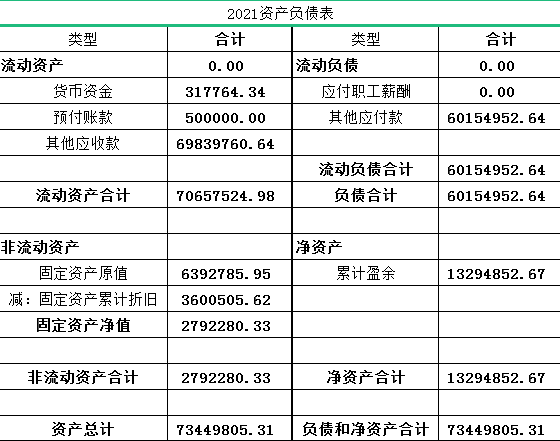 2021资产负债表
类型 合计 类型 合计
流动资产 0.00 流动负债 0.00
货币资金 317764.34 应付职工薪酬 0.00
预付账款 500000.00 其他应付款 60154952.64
其他应收款 69839760.64
流动负债合计 60154952.64
流动资产合计 70657524.98 负债合计 60154952.64
非流动资产 净资产
固定资产原值 6392785.95 累计盈余 13294852.67
减：固定资产累计折旧 3600505.62
固定资产净值 2792280.33
非流动资产合计 2792280.33 净资产合计 13294852.67
资产总计 73449805.31 负债和净资产合计 73449805.31